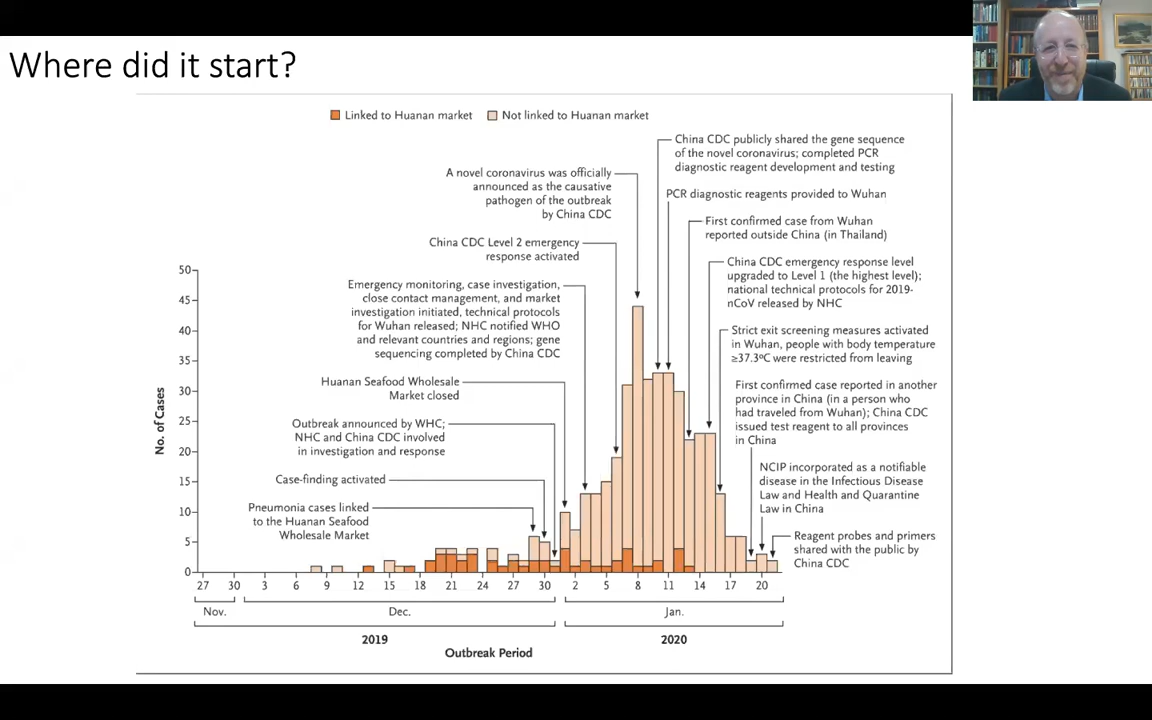 Where did it start?
Linked to Huanan market
Not linked to Huanan market
China CDC publicly shared the gene sequence
of the novel coronavirus; completed PCR
diagnostic reagent development and testing
A novel coronavirus was officially
announced as the causative
pathogen of the outbreak
by China CDC
PCR diagnostic reagents provided to Wuhan
First confirmed case from Wuhan
reported outside China (in Thailand)
China CDC Level 2 emergency
response activated
China CDC emergency response level
upgraded to Level 1 (the highest level);
national technical protocols for 2019-
nCoV released by NHC
Emergency monitoring, case investigation,
close contact management, and market
investigation initiated, technical protocols
for Wuhan released; NHC notified WHO
and relevant countries and regions; gene
sequencing completed by China CDC
Strict exit screening measures activated
in Wuhan, people with body temperature
≥37.3ºC were restricted from leaving
Huanan Seafood Wholesale
Market closed
First confirmed case reported in another
province in China (in a person who
had traveled from Wuhan); China CDC
issued test reagent to all provinces
in China
Outbreak announced by WHC;
NHC and China CDC involved
in investigation and response
NCIP incorporated as a notifiable
disease in the Infectious Disease
Law and Health and Quarantine
Law in China
Case-finding activated
Pneumonia cases linked
to the Huanan Seafood
Wholesale Market
Reagent probes and primers
shared with the public by
China CDC
No. of Cases
50
45
40
35
30
25
20
15
10
5
0
27 30 3 6 9 12 15 18 21 24 27 30 2 5 8 11 14 17 20
Nov. Dec. Jan.
2019 2020
Outbreak Period